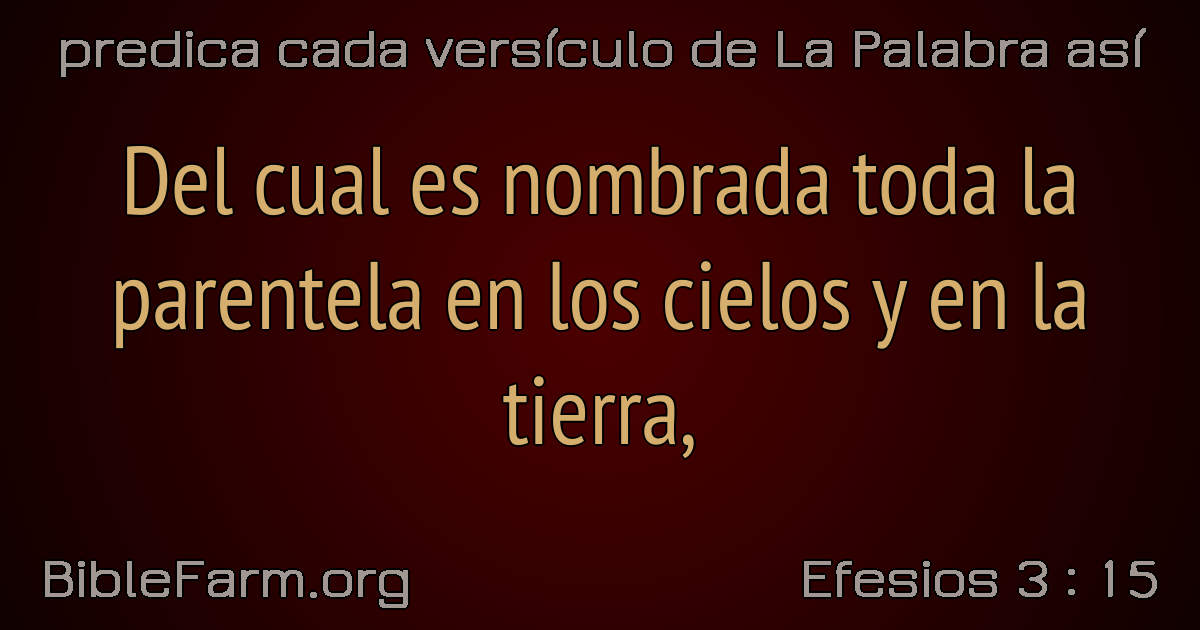 predica cada versículo de La Palabra así
Del cual es nombrada toda la
parentela en los cielos y en la
tierra,
BibleFarm.org
Efesios 3 : 15